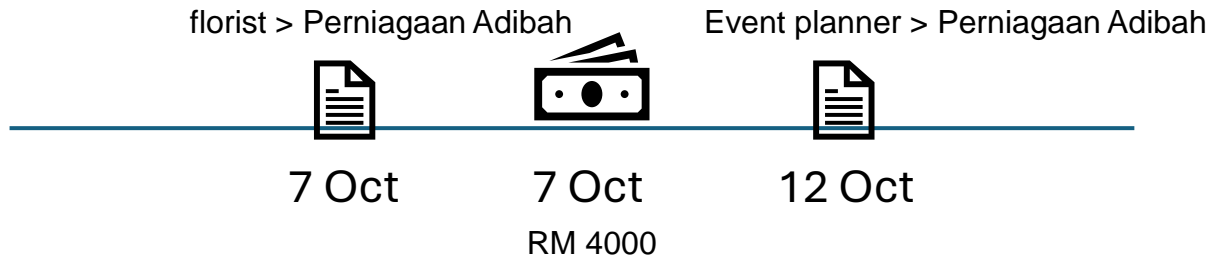 florist > Perniagaan Adibah
Event planner > Perniagaan Adibah
7 Oct
7 Oct
12 Oct
RM 4000